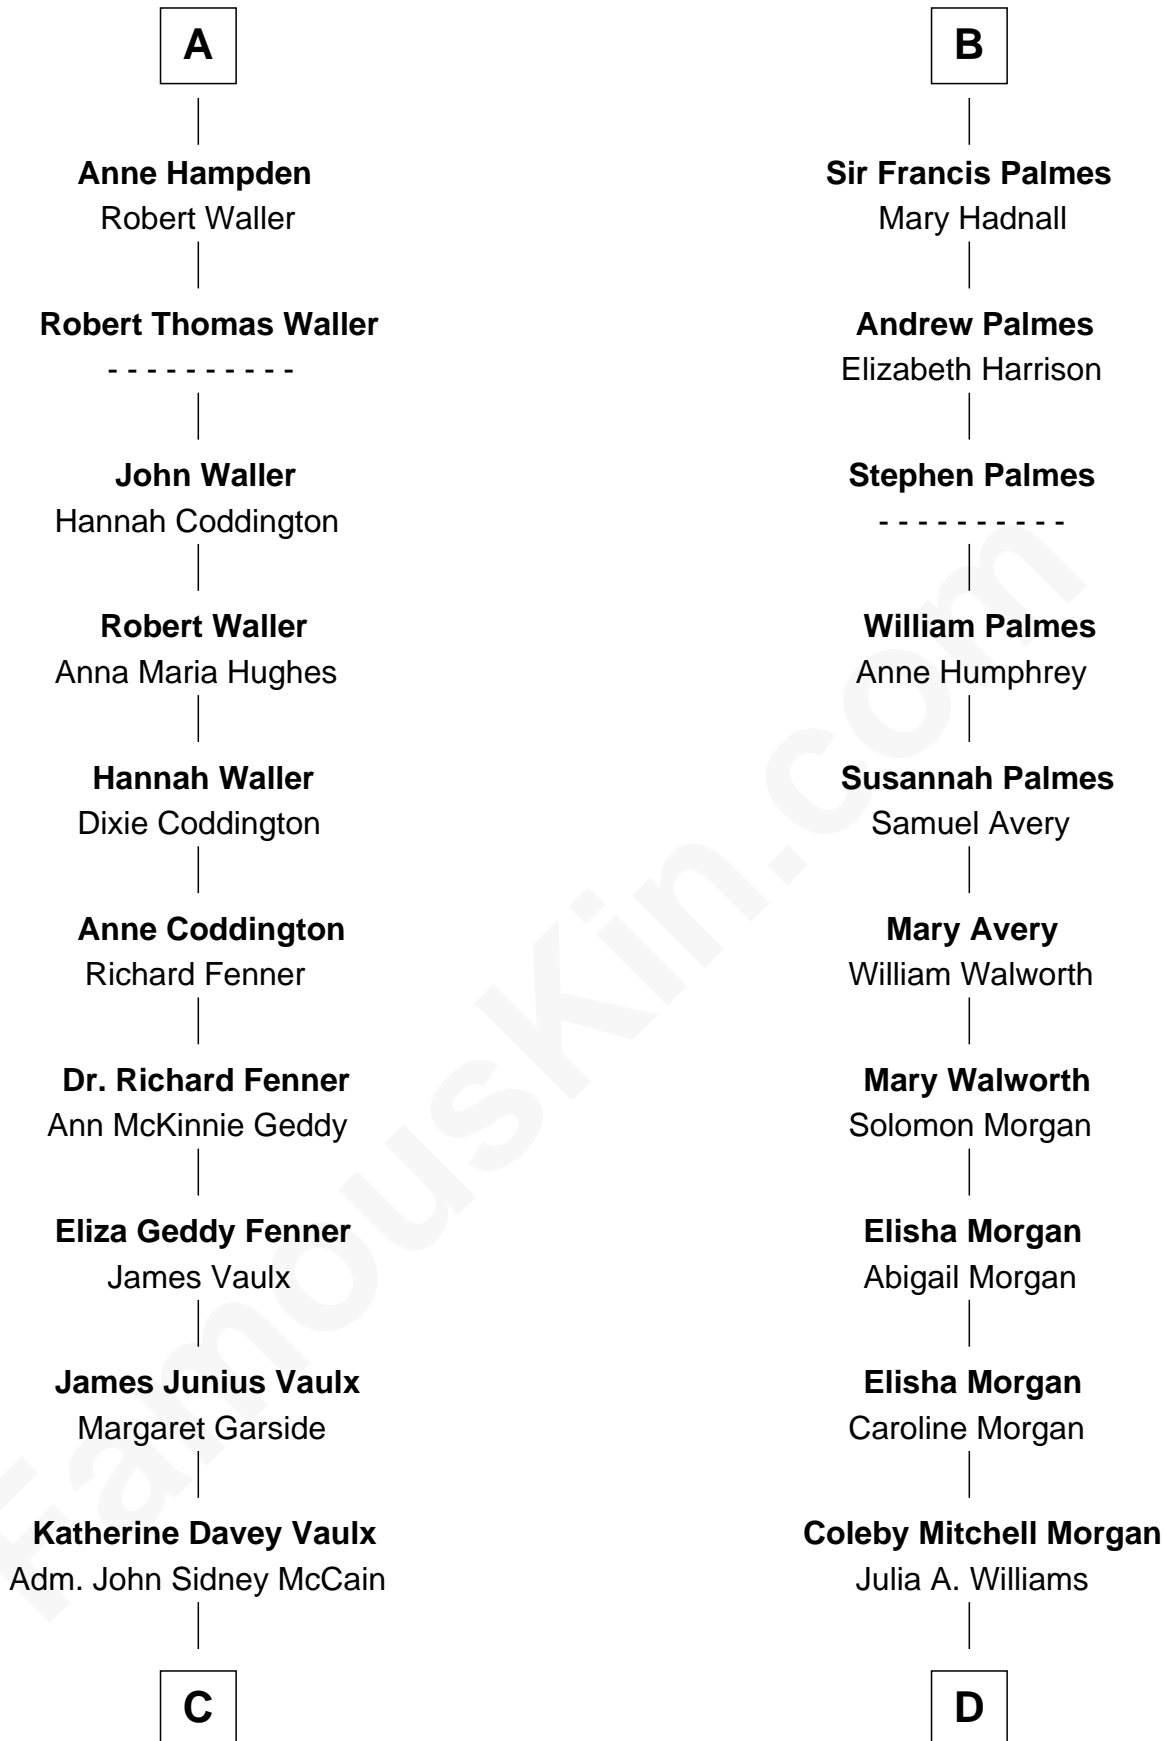 A
Anne Hampden
Robert Waller
Robert Thomas Waller
- - - - - - - - - -
John Waller
Hannah Coddington
Robert Waller
Anna Maria Hughes
Hannah Waller
Dixie Coddington
Anne Coddington
Richard Fenner
Dr. Richard Fenner
Ann McKinnie Geddy
Eliza Geddy Fenner
James Vaulx
James Junius Vaulx
Margaret Garside
Katherine Davey Vaulx
Adm. John Sidney McCain
C
B
Sir Francis Palmes
Mary Hadnall
Andrew Palmes
Elizabeth Harrison
Stephen Palmes
- - - - - - - - - -
William Palmes
Anne Humphrey
Susannah Palmes
Samuel Avery
Mary Avery
William Walworth
Mary Walworth
Solomon Morgan
Elisha Morgan
Abigail Morgan
Elisha Morgan
Caroline Morgan
Coleby Mitchell Morgan
Julia A. Williams
D
FamousKin.com